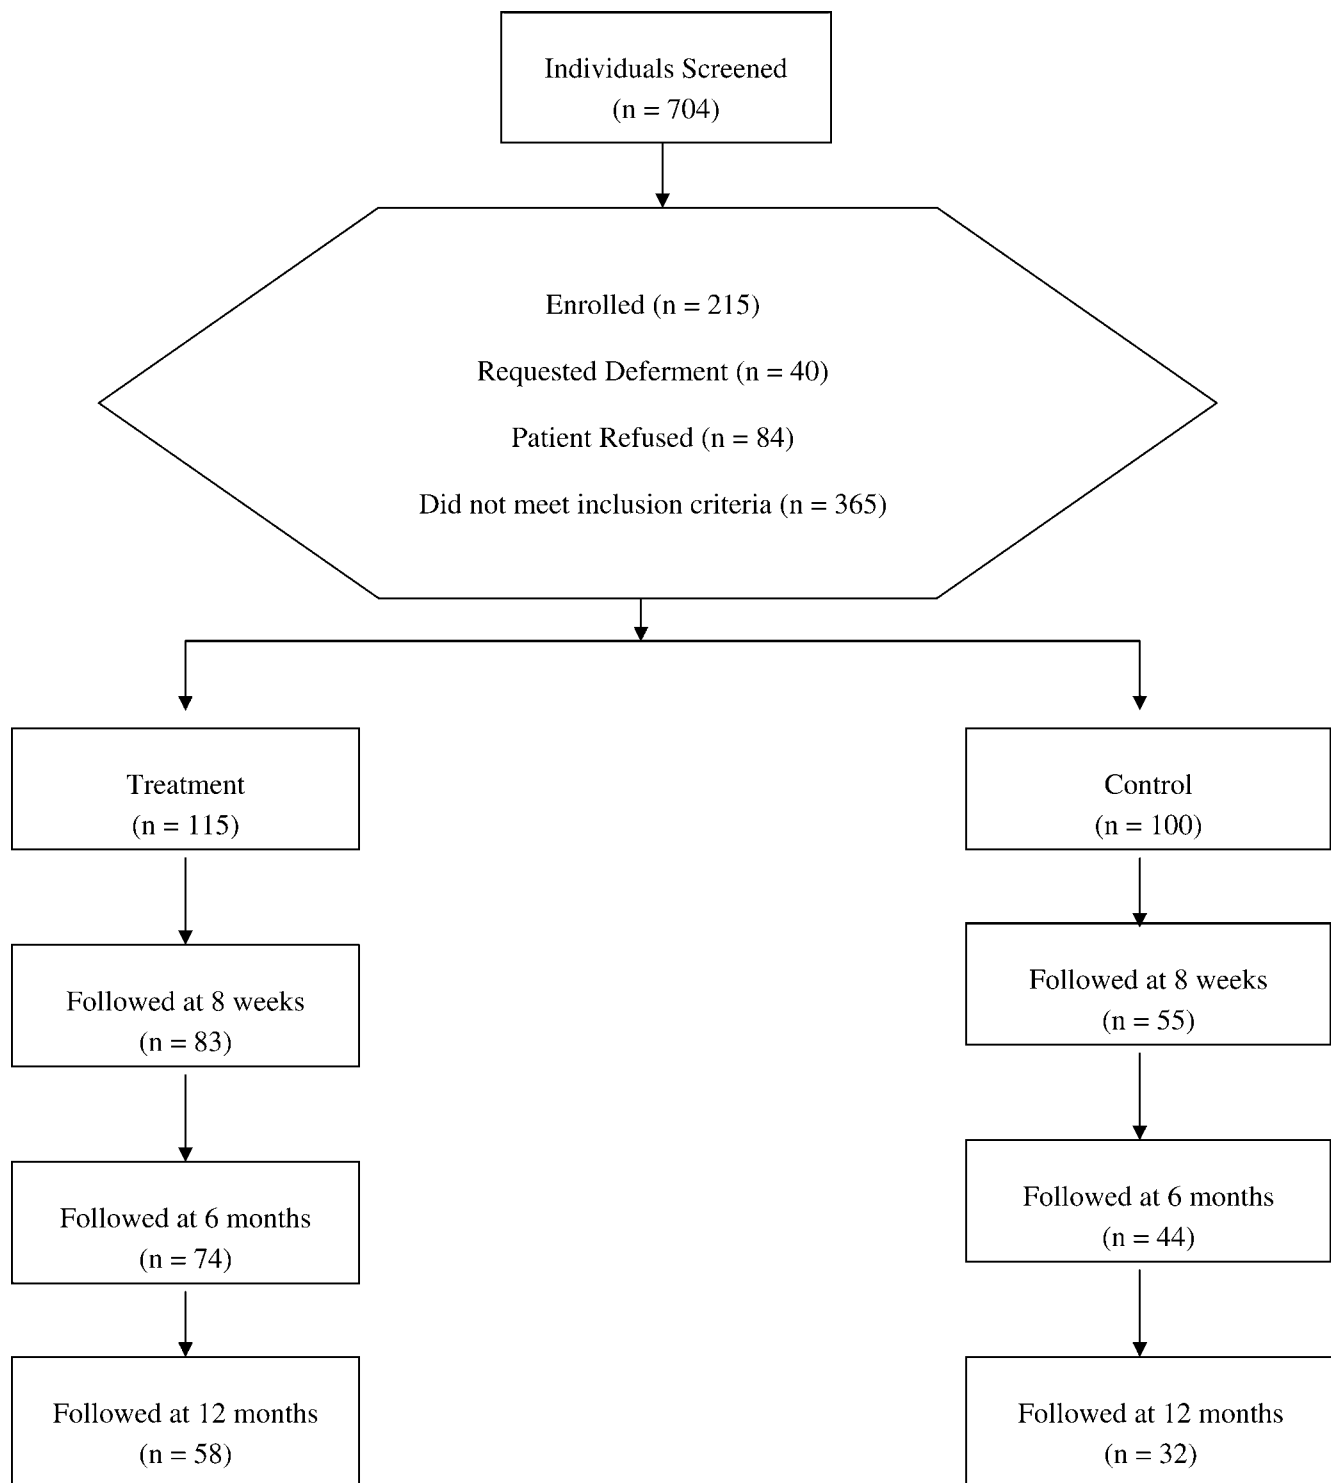 Individuals Screened
(n = 704)
Enrolled (n = 215)
Requested Deferment (n = 40)
Patient Refused (n = 84)
Did not meet inclusion criteria (n = 365)
Treatment
(n = 115)
Control
(n = 100)
Followed at 8 weeks
(n = 83)
Followed at 8 weeks
(n = 55)
Followed at 6 months
(n = 74)
Followed at 6 months
(n = 44)
Followed at 12 months
(n = 58)
Followed at 12 months
(n = 32)